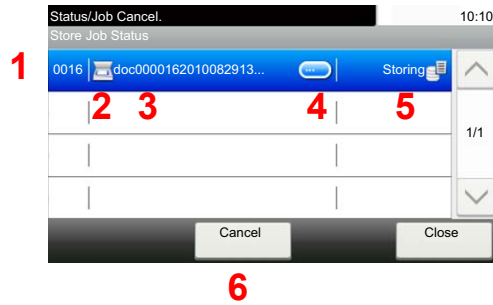 Status/Job Cancel. 10:10
Store Job Status
1 0016 doc0000162010082913... Storing
2 3 4 5
1/1
Cancel Close
6